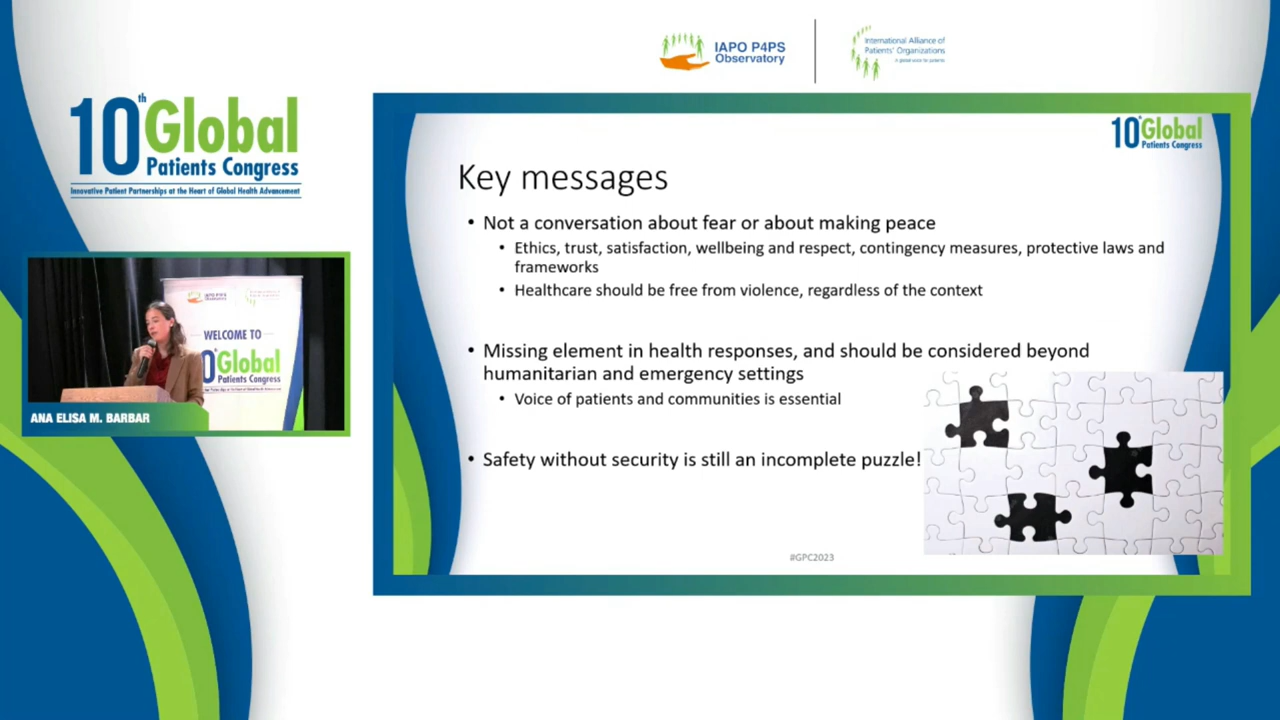 IAPO P4PS
Observatory
International Alliance of
Patients' Organizations
A global voice for patients
10th Global
Patients Congress
Innovative Patient Partnerships at the Heart of Global Health Advancement
10 Global
Patients Congress
Key messages
• Not a conversation about fear or about making peace
• Ethics, trust, satisfaction, wellbeing and respect, contingency measures, protective laws and
frameworks
• Healthcare should be free from violence, regardless of the context
• Missing element in health responses, and should be considered beyond
humanitarian and emergency settings
• Voice of patients and communities is essential
• Safety without security is still an incomplete puzzle!
#GPC2023
IAPO P4PS
Observatory
WELCOME TO
0 Global
Patients Congress
ANA ELISA M. BARBAR